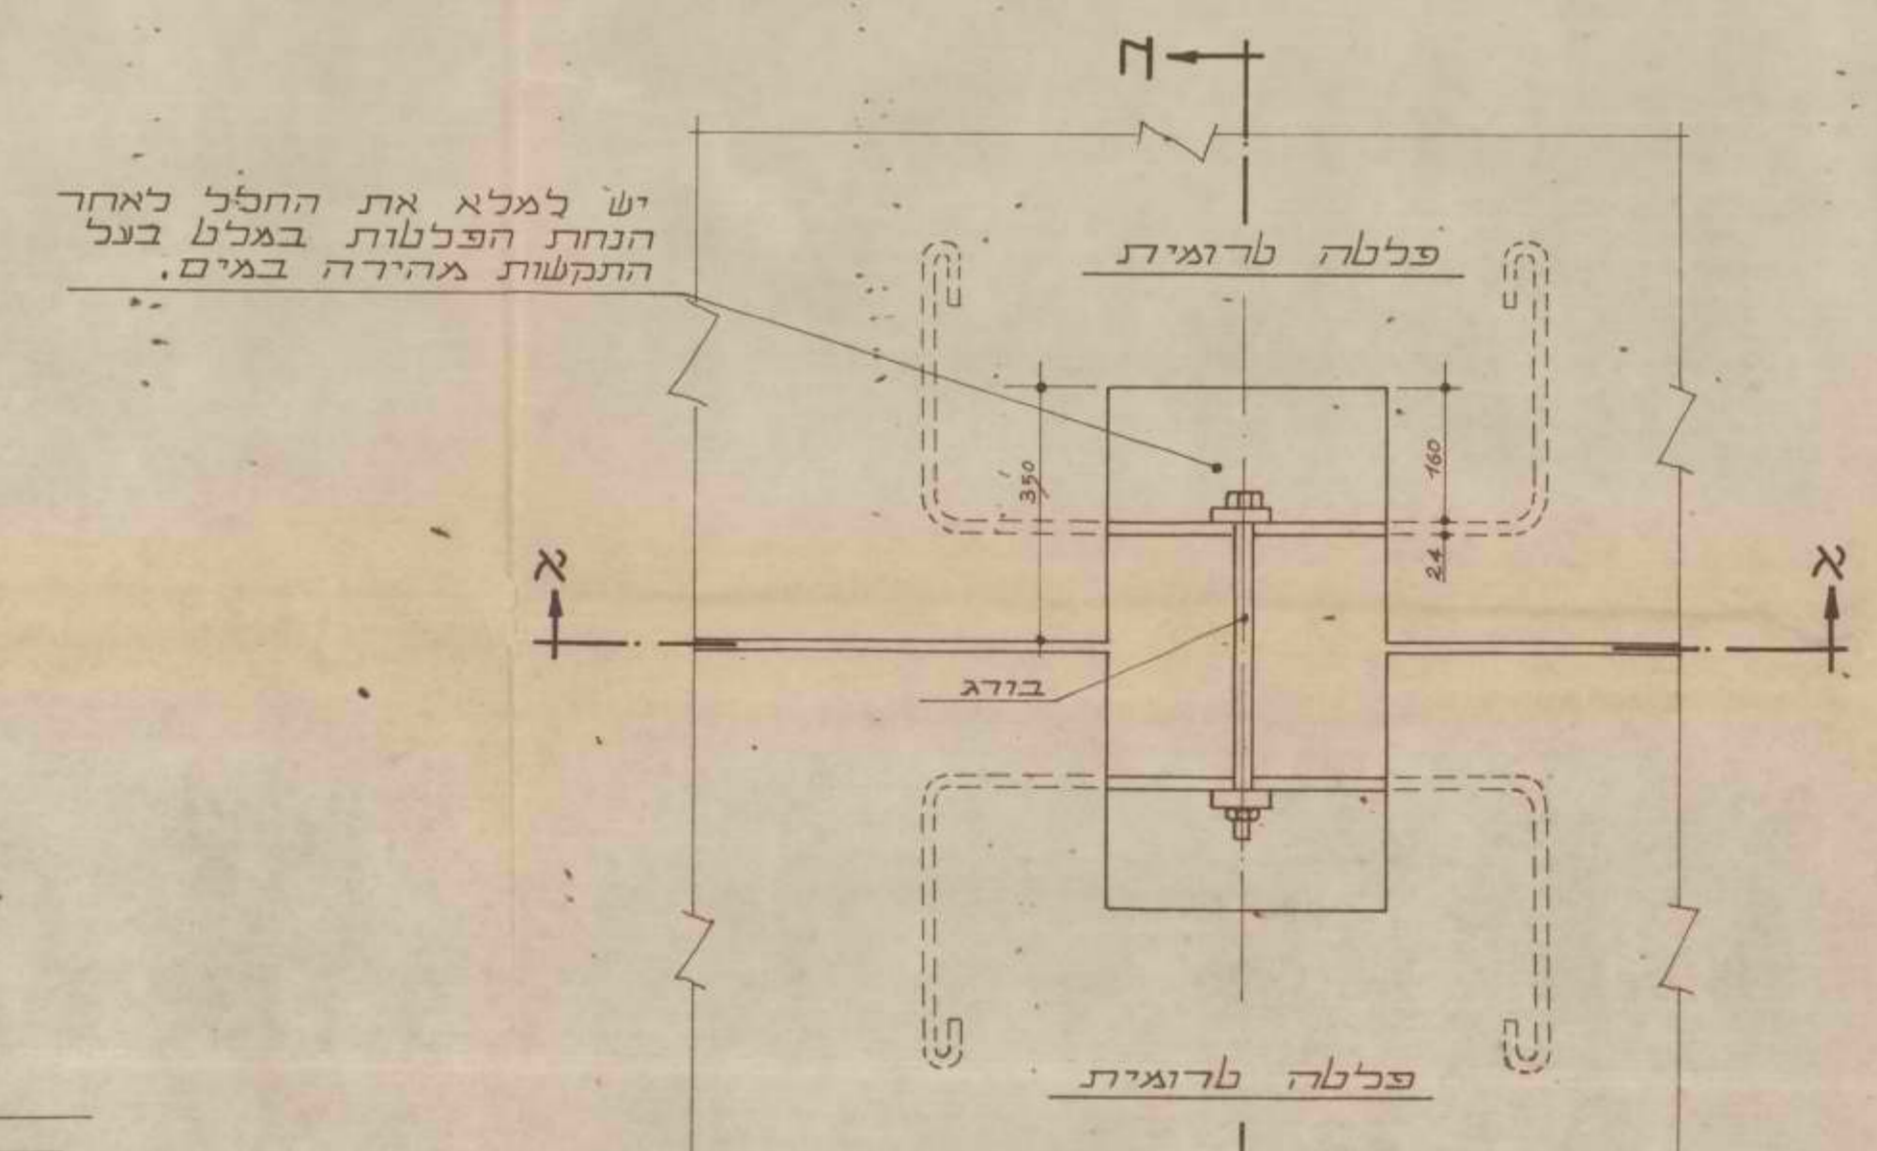 ה
יש למלא את החלל לאחר
הנחת הפלטות במלט בעל
התקשות מהירה במים.
פלטה טרומית
350
160
24
א
א
בורג
פלטה טרומית